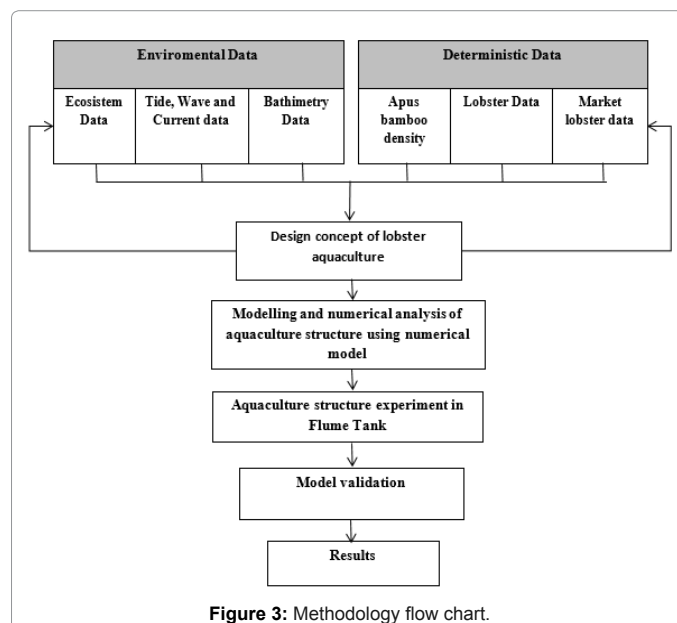 Enviromental Data
Deterministic Data
Ecosistem
Data
Tide, Wave and
Current data
Bathimetry
Data
Apus
bamboo
density
Lobster Data
Market
lobster data
Design concept of lobster
aquaculture
Modelling and numerical analysis of
aquaculture structure using numerical
model
Aquaculture structure experiment in
Flume Tank
Model validation
Results
Figure 3: Methodology flow chart.